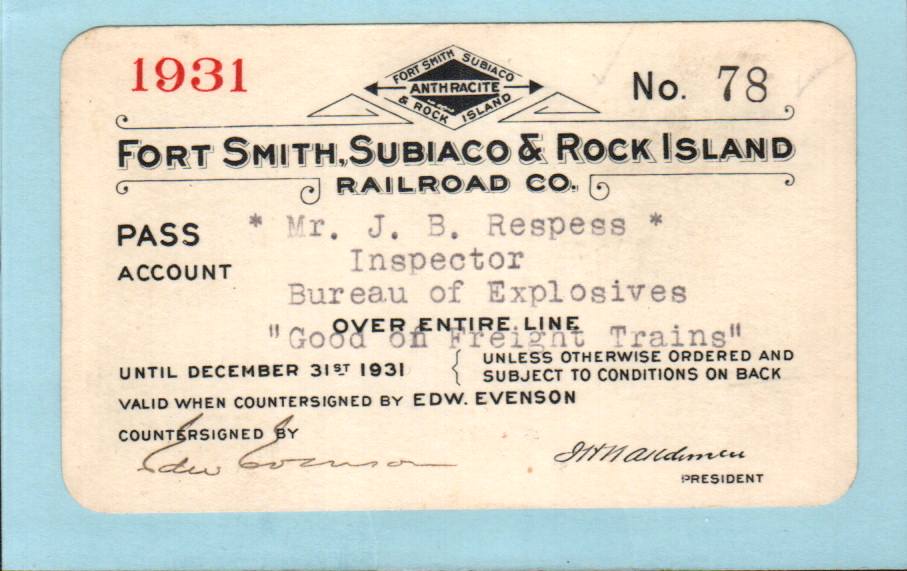 1931
FORT SMITH SUBIACO
ANTHRACITE
& ROCK ISLAND
No. 78
FORT SMITH, SUBIACO & ROCK ISLAND
RAILROAD CO.
PASS * Mr. J. B. Respess *
ACCOUNT Inspector
Bureau of Explosives
OVER ENTIRE LINE
"Good on Freight Trains"
UNTIL DECEMBER 31ST 1931 { UNLESS OTHERWISE ORDERED AND
SUBJECT TO CONDITIONS ON BACK
VALID WHEN COUNTERSIGNED BY EDW. EVENSON
COUNTERSIGNED BY
Edw Evenson
PRESIDENT